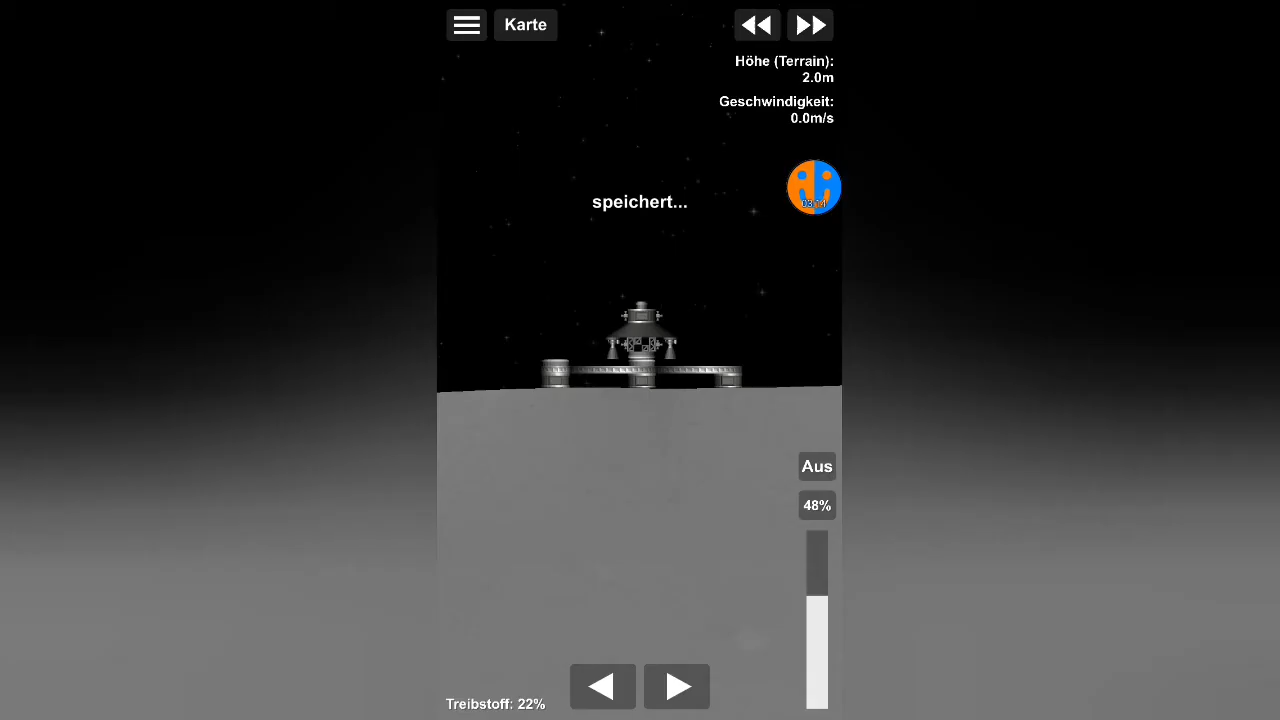 Karte
Höhe (Terrain):
2.0m
Geschwindigkeit:
0.0m/s
speichert...
Aus
48%
Treibstoff: 22%